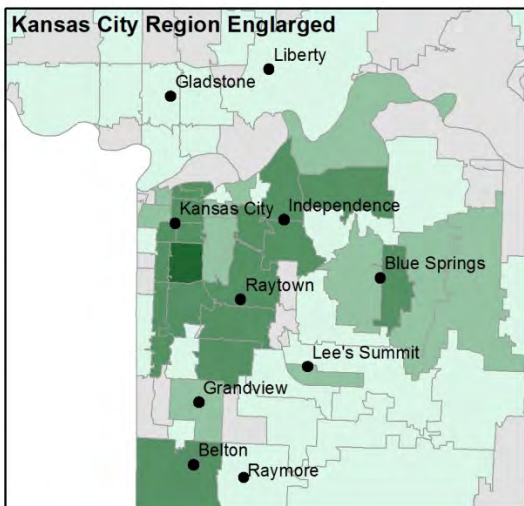 Kansas City Region Englarged
Liberty
Gladstone
Kansas City
Independence
Blue Springs
Raytown
Lee's Summit
Grandview
Belton
Raymore